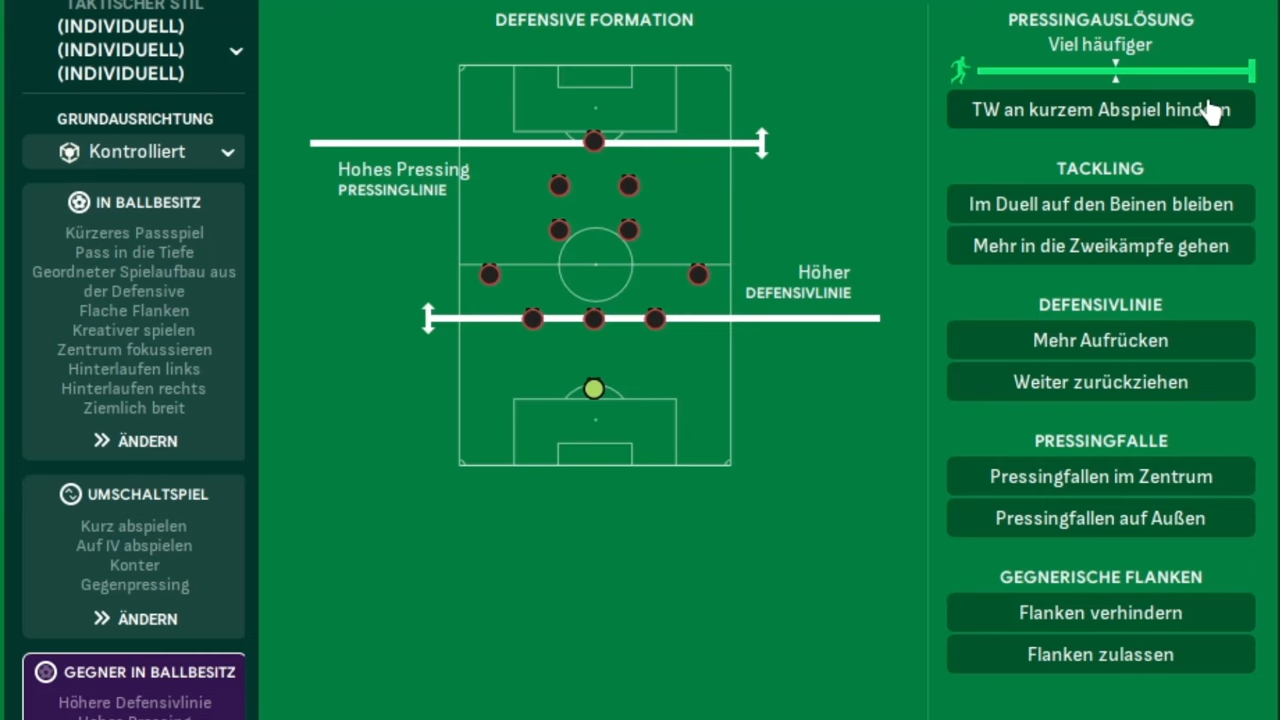 TAKTISCHER STIL
(INDIVIDUELL)
(INDIVIDUELL)
(INDIVIDUELL)
GRUNDAUSRICHTUNG
Kontrolliert
IN BALLBESITZ
Kürzeres Passspiel
Pass in die Tiefe
Geordneter Spielaufbau aus
der Defensive
Flache Flanken
Kreativer spielen
Zentrum fokussieren
Hinterlaufen links
Hinterlaufen rechts
Ziemlich breit
ÄNDERN
UMSCHALTSPIEL
Kurz abspielen
Auf IV abspielen
Konter
Gegenpressing
ÄNDERN
GEGNER IN BALLBESITZ
Höhere Defensivlinie
Hohes Pressing
DEFENSIVE FORMATION
Hohes Pressing
PRESSINGLINIE
Höher
DEFENSIVLINIE
PRESSINGAUSLÖSUNG
Viel häufiger
TW an kurzem Abspiel hindern
TACKLING
Im Duell auf den Beinen bleiben
Mehr in die Zweikämpfe gehen
DEFENSIVLINIE
Mehr Aufrücken
Weiter zurückziehen
PRESSINGFALLE
Pressingfallen im Zentrum
Pressingfallen auf Außen
GEGNERISCHE FLANKEN
Flanken verhindern
Flanken zulassen